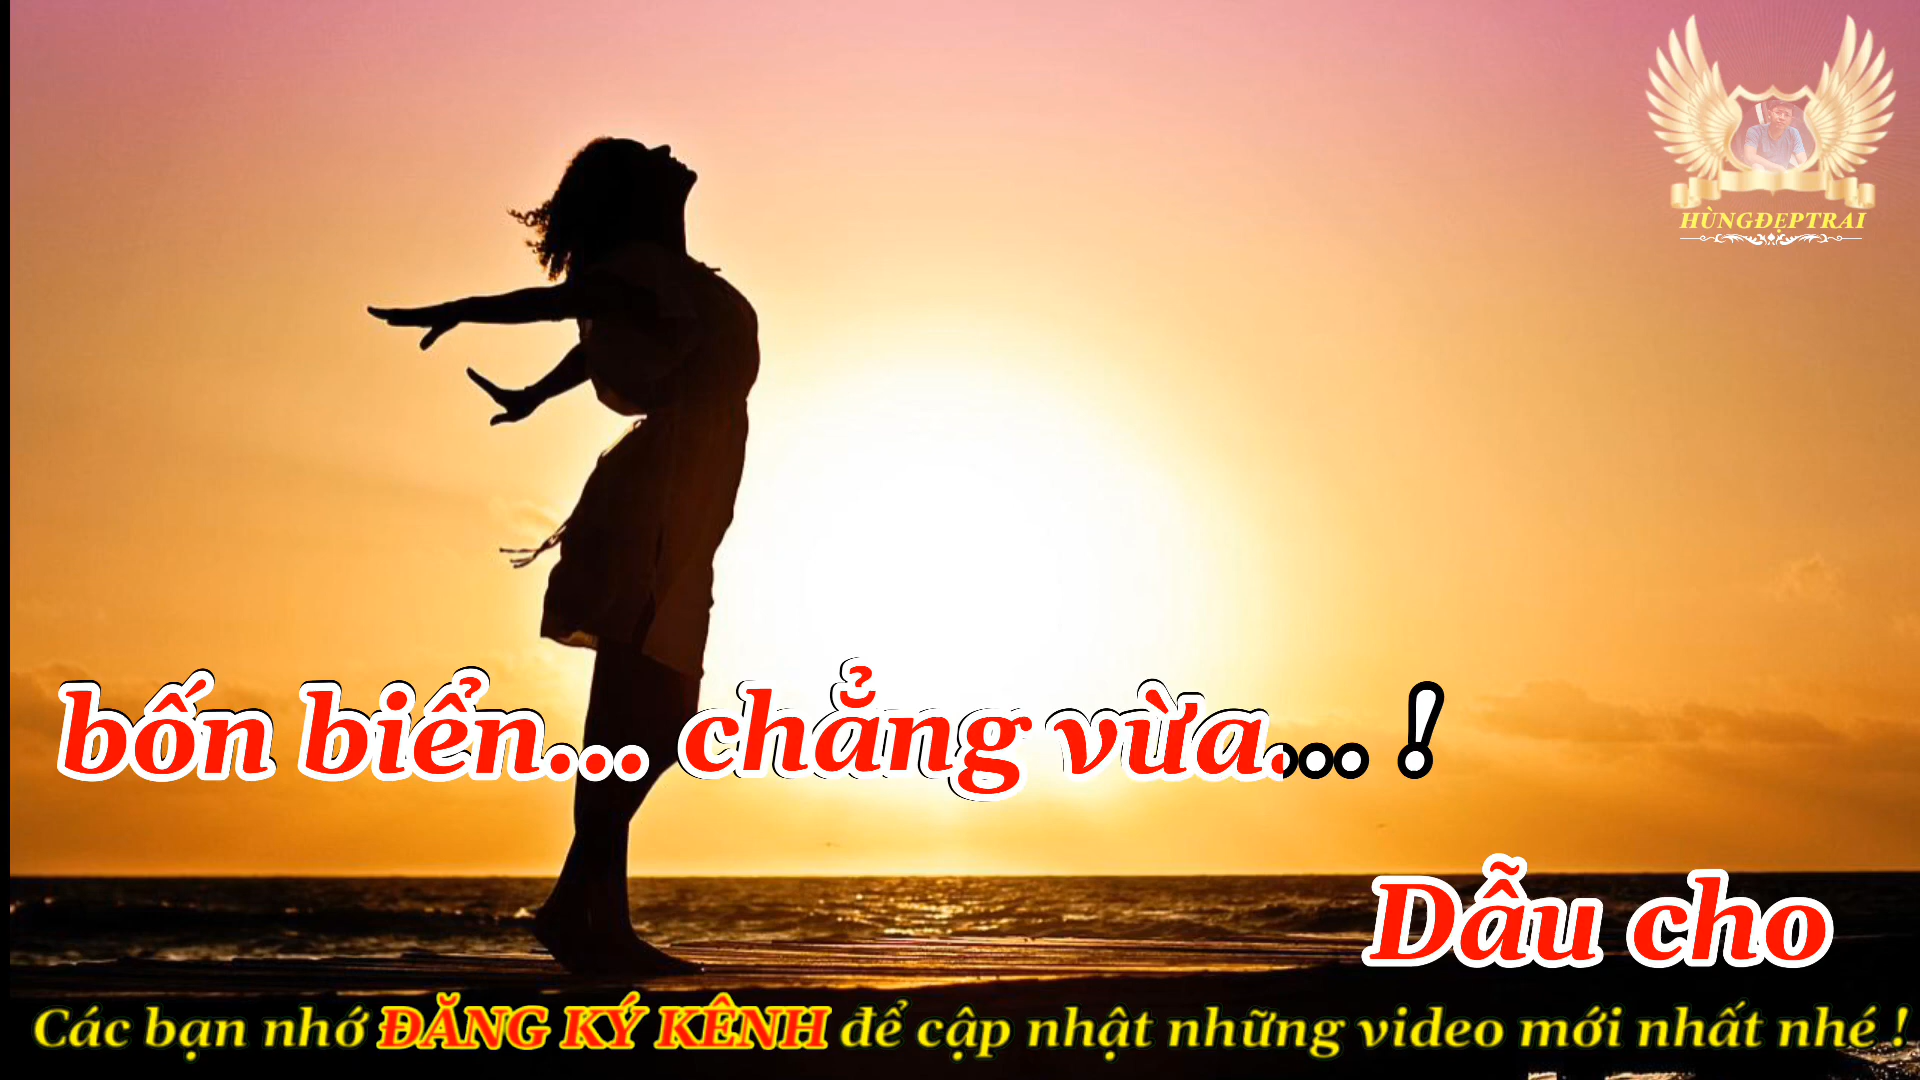 HÙNGĐẸPTRAI
bốn biển... chẳng vừa.... !
Dẫu cho
Các bạn nhớ ĐĂNG KÝ KÊNH để cập nhật những video mới nhất nhé !